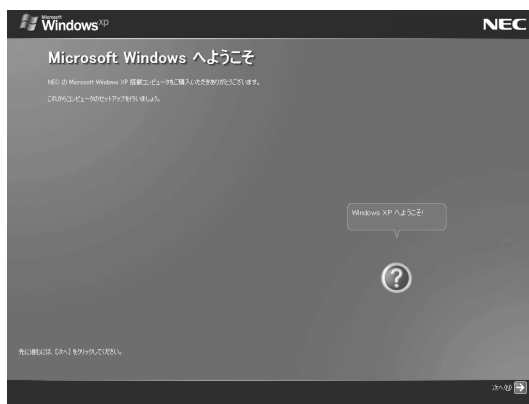 Microsoft
Windows xp
NEC
Microsoft Windows へようこそ
NEC の Microsoft Windows XP 搭載コンピュータをご購入いただきありがとうございます。
これからコンピュータのセットアップを行いましょう。
Windows XP へようこそ!
先に進むには、[次へ] をクリックしてください。
次へ(N)